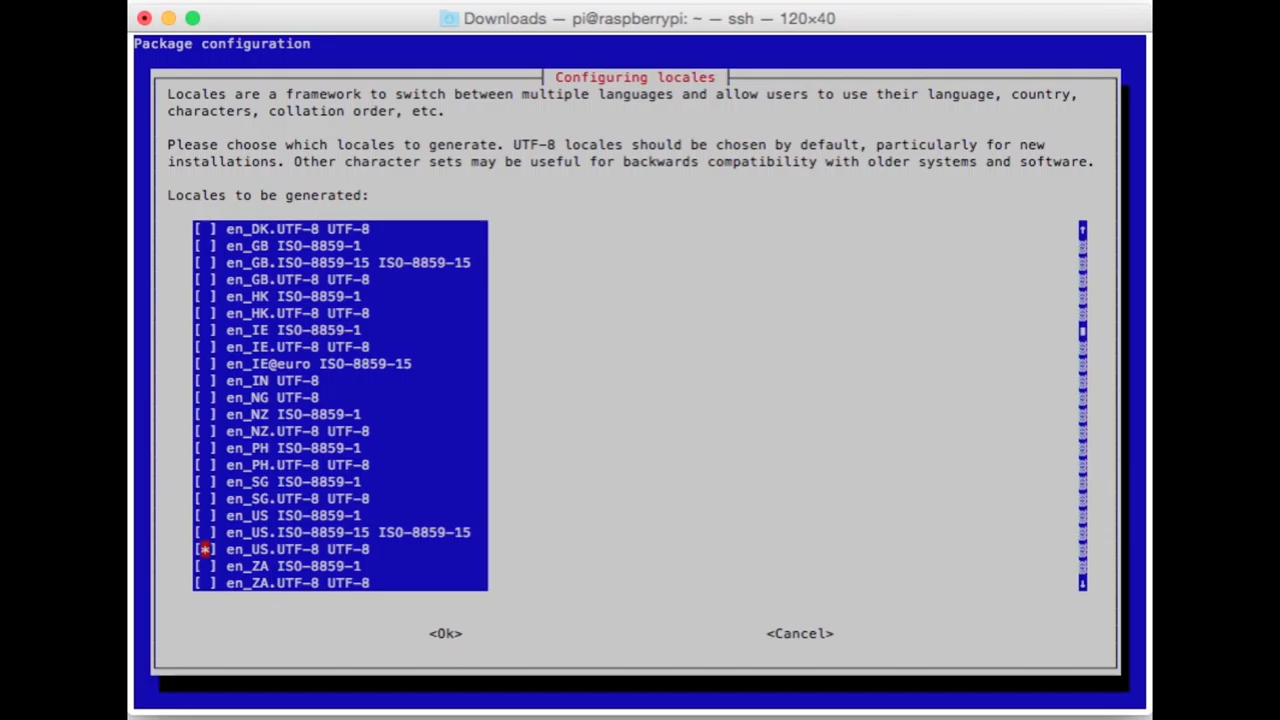 Downloads — pi@raspberrypi: ~ — ssh — 120×40
Package configuration
Configuring locales
Locales are a framework to switch between multiple languages and allow users to use their language, country,
characters, collation order, etc.
Please choose which locales to generate. UTF-8 locales should be chosen by default, particularly for new
installations. Other character sets may be useful for backwards compatibility with older systems and software.
Locales to be generated:
[ ] en_DK.UTF-8 UTF-8
[ ] en_GB ISO-8859-1
[ ] en_GB.ISO-8859-15 ISO-8859-15
[ ] en_GB.UTF-8 UTF-8
[ ] en_HK ISO-8859-1
[ ] en_HK.UTF-8 UTF-8
[ ] en_IE ISO-8859-1
[ ] en_IE.UTF-8 UTF-8
[ ] en_IE@euro ISO-8859-15
[ ] en_IN UTF-8
[ ] en_NG UTF-8
[ ] en_NZ ISO-8859-1
[ ] en_NZ.UTF-8 UTF-8
[ ] en_PH ISO-8859-1
[ ] en_PH.UTF-8 UTF-8
[ ] en_SG ISO-8859-1
[ ] en_SG.UTF-8 UTF-8
[ ] en_US ISO-8859-1
[ ] en_US.ISO-8859-15 ISO-8859-15
[*] en_US.UTF-8 UTF-8
[ ] en_ZA ISO-8859-1
[ ] en_ZA.UTF-8 UTF-8
<Ok> <Cancel>